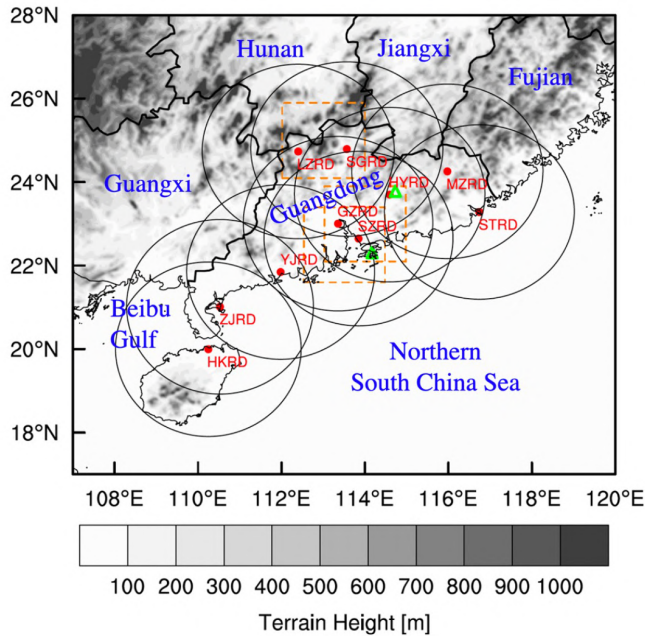 28°N
Hunan
Jiangxi
Fujian
26°N
LZRD
SGRD
24°N
Guangxi
Guangdong
HYRD
MZRD
GZRD
SZRD
STRD
22°N
YJRD
Beibu
Gulf
ZJRD
20°N
HKRD
Northern
South China Sea
18°N
108°E 110°E 112°E 114°E 116°E 118°E 120°E
100 200 300 400 500 600 700 800 900 1000
Terrain Height [m]